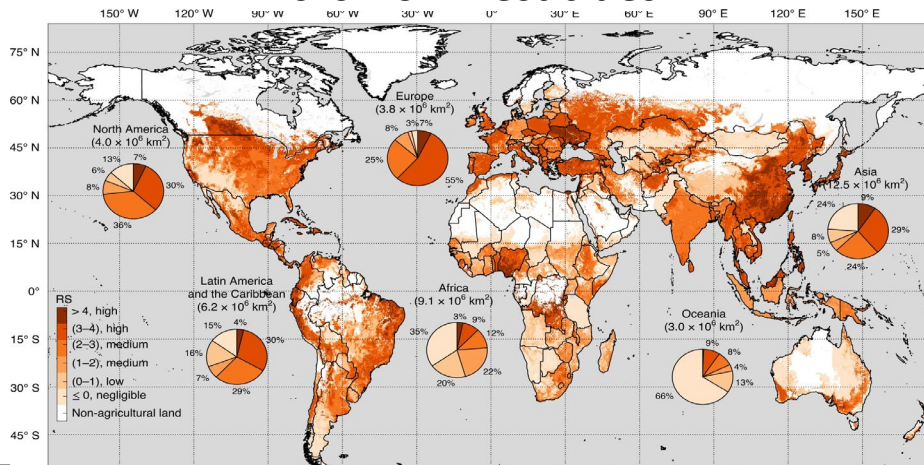 150° W 120° W 90° W 60° W 30° W 0° 30° E 60° E 90° E 120° E 150° E
75° N
60° N
45° N
30° N
15° N
0°
15° S
30° S
45° S
North America
(4.0 × 10⁶ km²)
13% 7%
6%
8%
30%
36%
Europe
(3.8 × 10⁶ km²)
8% 3% 7%
25%
55%
Asia
(12.5 × 10⁶ km²)
24% 9%
8%
29%
5%
24%
Latin America
and the Caribbean
(6.2 × 10⁶ km²)
15% 4%
30%
16%
7%
29%
Africa
(9.1 × 10⁶ km²)
3% 9%
35% 12%
22%
20%
Oceania
(3.0 × 10⁶ km²)
9%
8%
4%
13%
66%
RS
> 4, high
(3–4), high
(2–3), medium
(1–2), medium
(0–1), low
≤ 0, negligible
Non-agricultural land